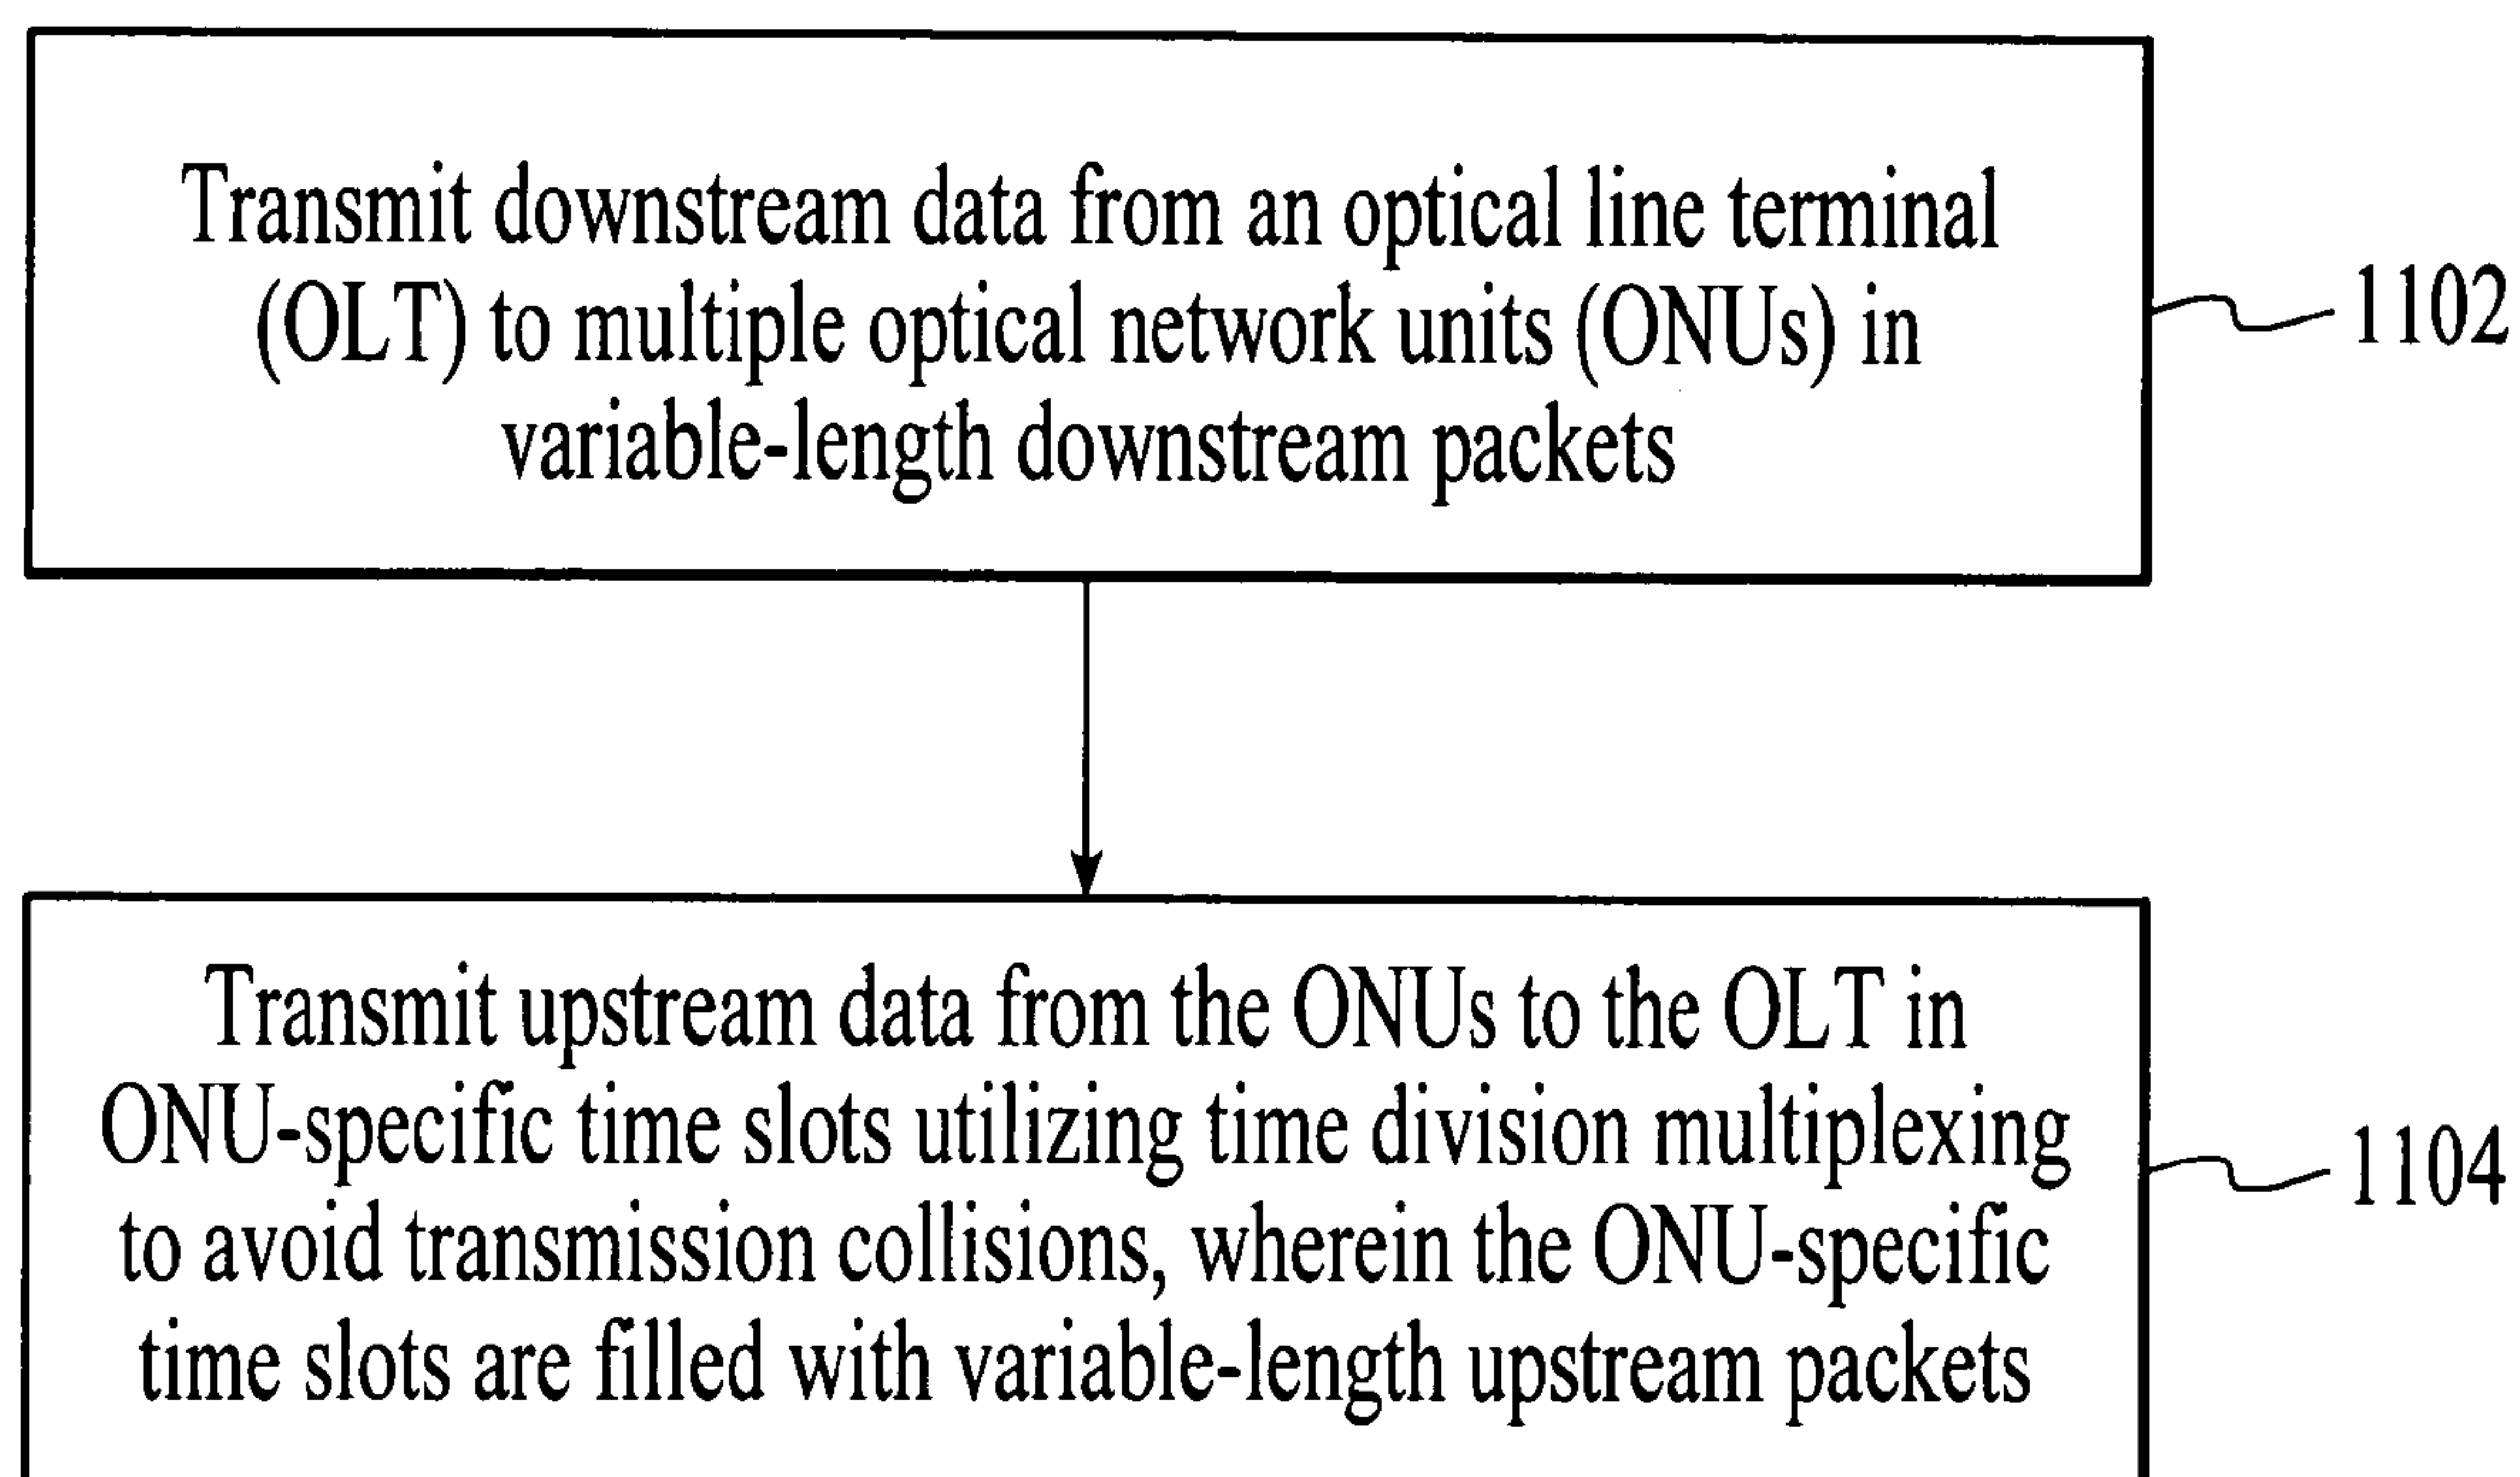 Transmit downstream data from an optical line terminal
(OLT) to multiple optical network units (ONUs) in
variable-length downstream packets
1102
Transmit upstream data from the ONUs to the OLT in
ONU-specific time slots utilizing time division multiplexing
to avoid transmission collisions, wherein the ONU-specific
time slots are filled with variable-length upstream packets
1104